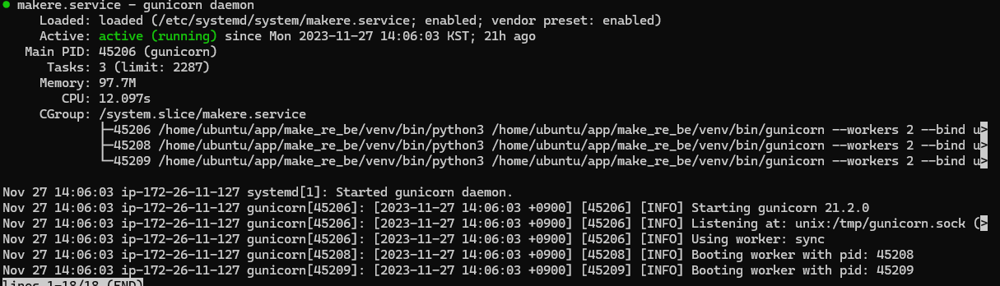 ● makere.service - gunicorn daemon
Loaded: loaded (/etc/systemd/system/makere.service; enabled; vendor preset: enabled)
Active: active (running) since Mon 2023-11-27 14:06:03 KST; 21h ago
Main PID: 45206 (gunicorn)
Tasks: 3 (limit: 2287)
Memory: 97.7M
CPU: 12.097s
CGroup: /system.slice/makere.service
├─45206 /home/ubuntu/app/make_re_be/venv/bin/python3 /home/ubuntu/app/make_re_be/venv/bin/gunicorn --workers 2 --bind u>
├─45208 /home/ubuntu/app/make_re_be/venv/bin/python3 /home/ubuntu/app/make_re_be/venv/bin/gunicorn --workers 2 --bind u>
└─45209 /home/ubuntu/app/make_re_be/venv/bin/python3 /home/ubuntu/app/make_re_be/venv/bin/gunicorn --workers 2 --bind u>
Nov 27 14:06:03 ip-172-26-11-127 systemd[1]: Started gunicorn daemon.
Nov 27 14:06:03 ip-172-26-11-127 gunicorn[45206]: [2023-11-27 14:06:03 +0900] [45206] [INFO] Starting gunicorn 21.2.0
Nov 27 14:06:03 ip-172-26-11-127 gunicorn[45206]: [2023-11-27 14:06:03 +0900] [45206] [INFO] Listening at: unix:/tmp/gunicorn.sock (>
Nov 27 14:06:03 ip-172-26-11-127 gunicorn[45206]: [2023-11-27 14:06:03 +0900] [45206] [INFO] Using worker: sync
Nov 27 14:06:03 ip-172-26-11-127 gunicorn[45208]: [2023-11-27 14:06:03 +0900] [45208] [INFO] Booting worker with pid: 45208
Nov 27 14:06:03 ip-172-26-11-127 gunicorn[45209]: [2023-11-27 14:06:03 +0900] [45209] [INFO] Booting worker with pid: 45209
lines 1-18/18 (END)